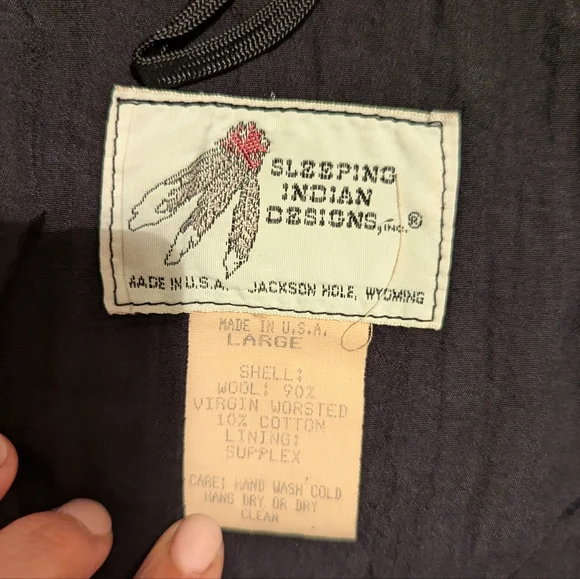 SLEEPING
INDIAN
DESIGNS, INC.®
MADE IN U.S.A. JACKSON HOLE, WYOMING
MADE IN U.S.A.
LARGE
SHELL:
WOOL: 90%
VIRGIN WORSTED
10% COTTON
LINING:
SUPPLEX
CARE: HAND WASH COLD
HANG DRY OR DRY
CLEAN